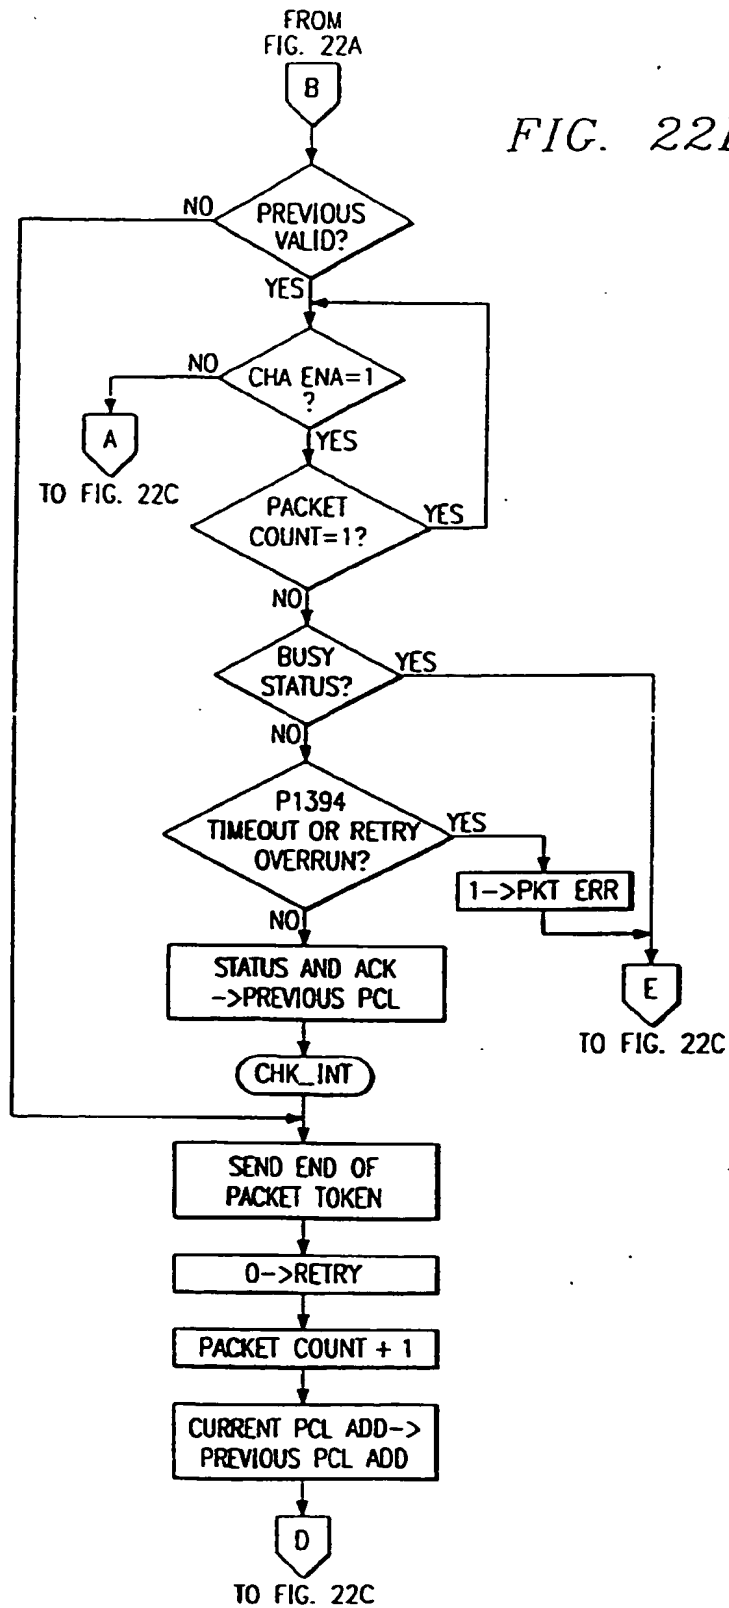 FROM
FIG. 22A
B
FIG. 22
NO
PREVIOUS
VALID?
YES
NO
CHA ENA=1
?
A
YES
TO FIG. 22C
PACKET
COUNT=1?
YES
NO
BUSY
STATUS?
YES
NO
P1394
TIMEOUT OR RETRY
OVERRUN?
YES
1->PKT ERR
NO
STATUS AND ACK
->PREVIOUS PCL
E
TO FIG. 22C
CHK_INT
SEND END OF
PACKET TOKEN
0->RETRY
PACKET COUNT + 1
CURRENT PCL ADD->
PREVIOUS PCL ADD
D
TO FIG. 22C